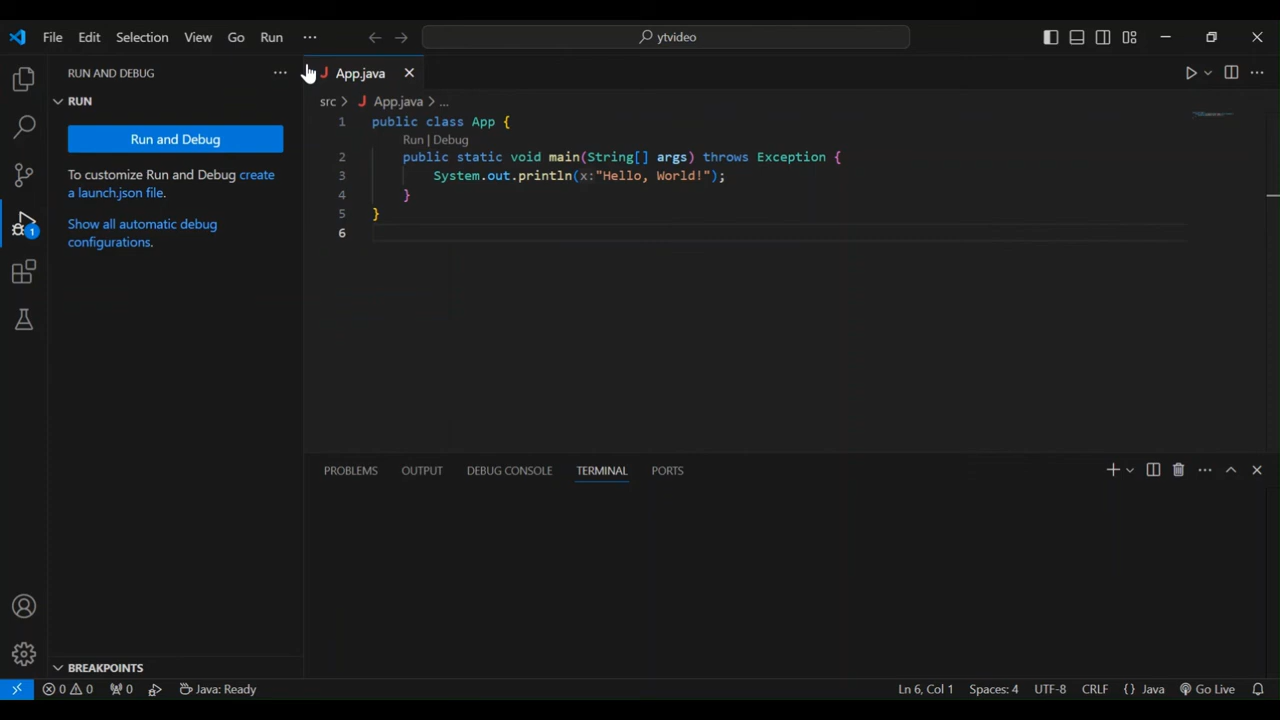 File Edit Selection View Go Run ··· ytvideo
RUN AND DEBUG ···
App.java
RUN
src > App.java > ...
Run and Debug
To customize Run and Debug create
a launch.json file.
Show all automatic debug
configurations.
1 public class App {
Run | Debug
2 public static void main(String[] args) throws Exception {
3 System.out.println(x:"Hello, World!");
4 }
5 }
6
1
PROBLEMS OUTPUT DEBUG CONSOLE TERMINAL PORTS
BREAKPOINTS
0 0 0 Java: Ready Ln 6, Col 1 Spaces: 4 UTF-8 CRLF {} Java Go Live